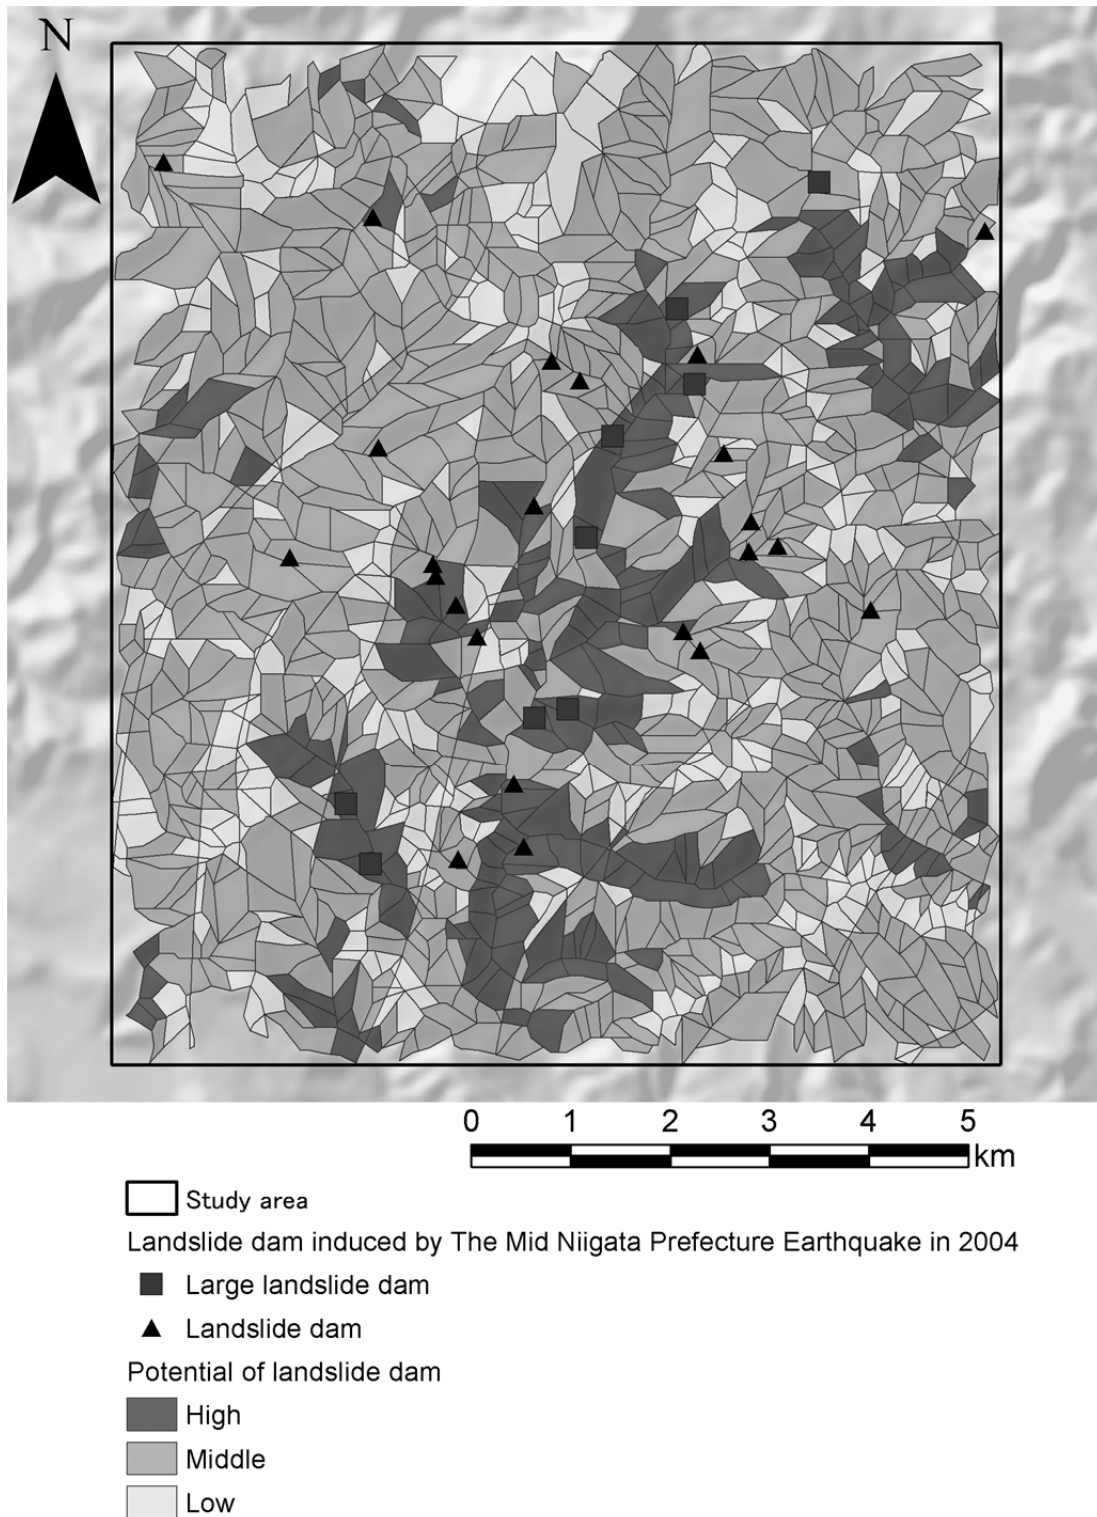 N
0 1 2 3 4 5
km
Study area
Landslide dam induced by The Mid Niigata Prefecture Earthquake in 2004
Large landslide dam
Landslide dam
Potential of landslide dam
High
Middle
Low